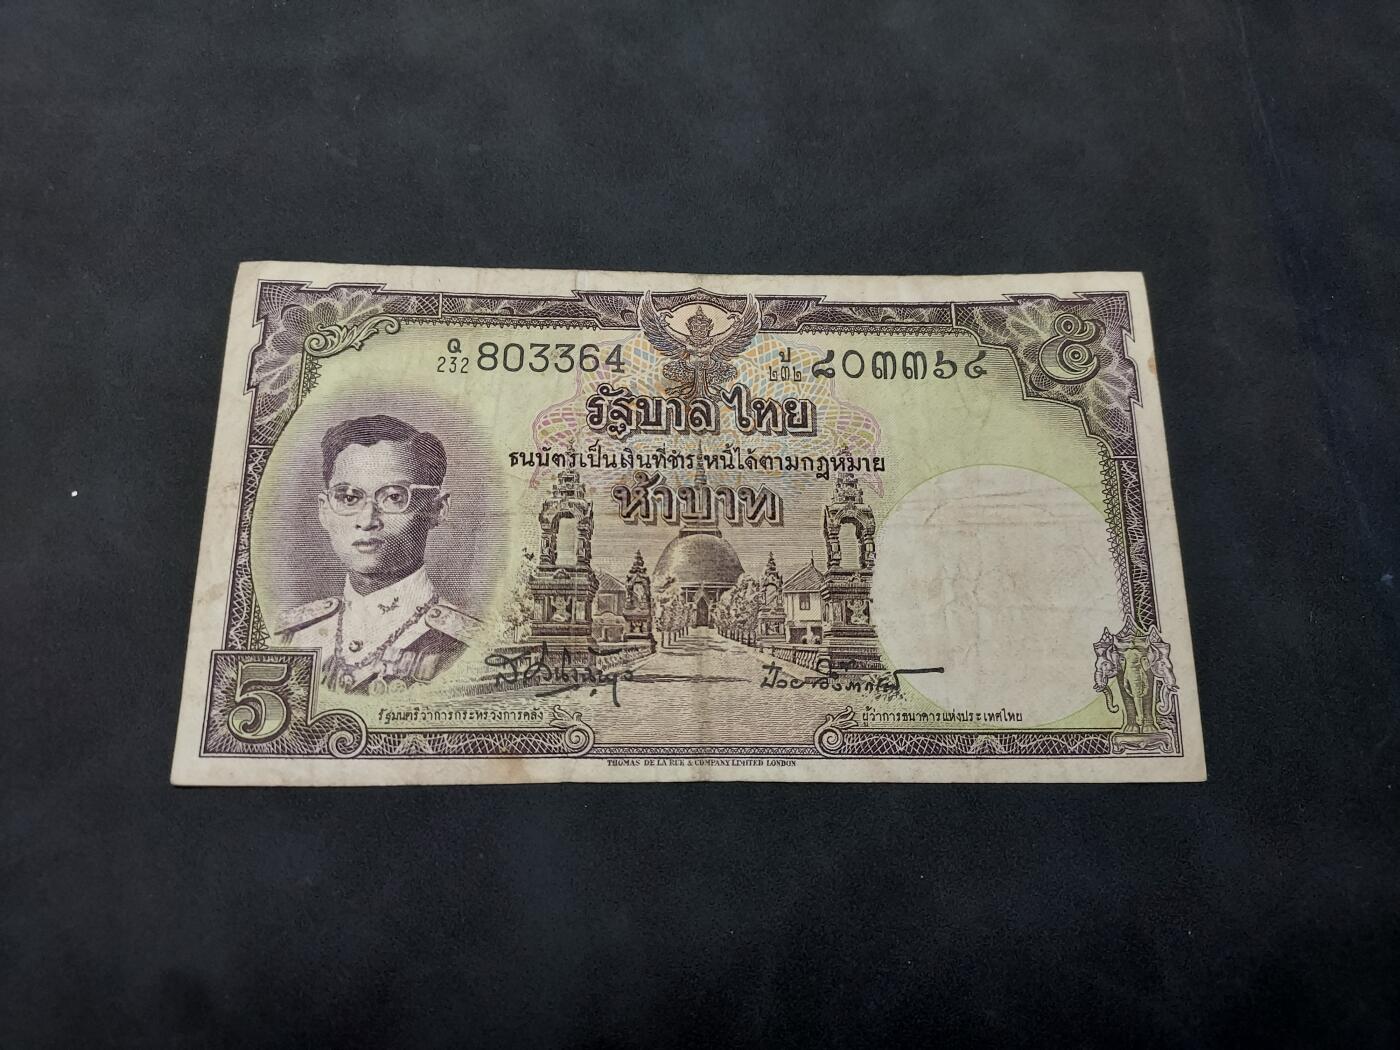 Q
232 803364
ป
๒๓๒ ๘๐๓๓๖๔
๕
รัฐบาลไทย
ธนบัตรเป็นเงินที่ชำระหนี้ได้ตามกฎหมาย
ห้าบาท
5
รัฐมนตรีว่าการกระทรวงการคลัง
ผู้ว่าการธนาคารแห่งประเทศไทย
THOMAS DE LA RUE & COMPANY LIMITED LONDON